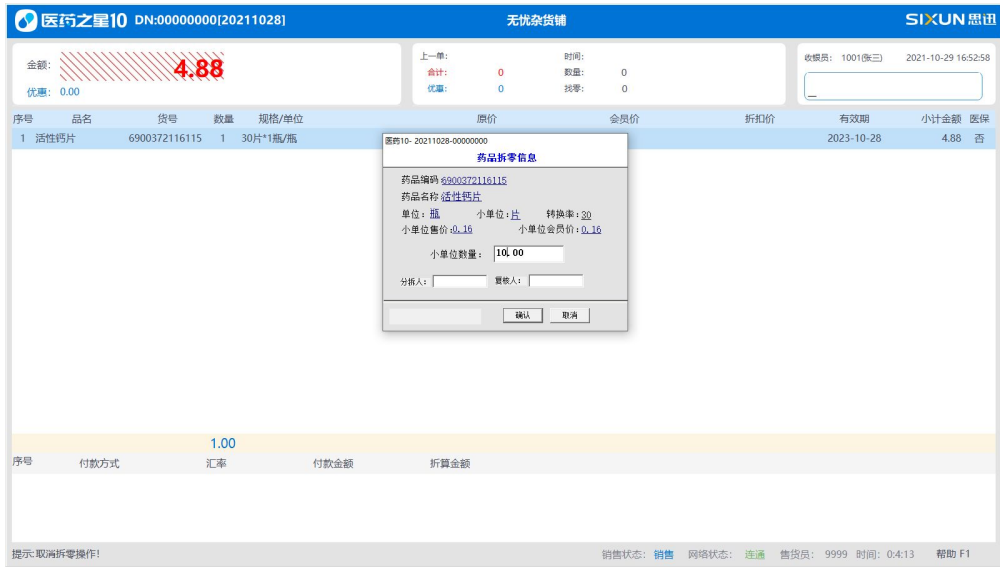 医药之星10 DN:00000000[20211028] 无忧杂货铺 SIXUN 思迅
金额: 4.88
优惠: 0.00
上一单: 时间:
合计: 0 数量: 0
优惠: 0 找零: 0
收银员: 1001(张三) 2021-10-29 16:52:58
序号 品名 货号 数量 规格/单位 原价 会员价 折扣价 有效期 小计金额 医保
1 活性钙片 6900372116115 1 30片*1瓶/瓶 2023-10-28 4.88 否
医药10- 20211028-00000000
药品拆零信息
药品编码:6900372116115
药品名称:活性钙片
单位: 瓶 小单位:片 转换率:30
小单位售价:0.16 小单位会员价:0.16
小单位数量: 10.00
分拆人: 复核人:
确认 取消
1.00
序号 付款方式 汇率 付款金额 折算金额
提示:取消拆零操作! 销售状态: 销售 网络状态: 连通 售货员: 9999 时间: 0:4:13 帮助 F1